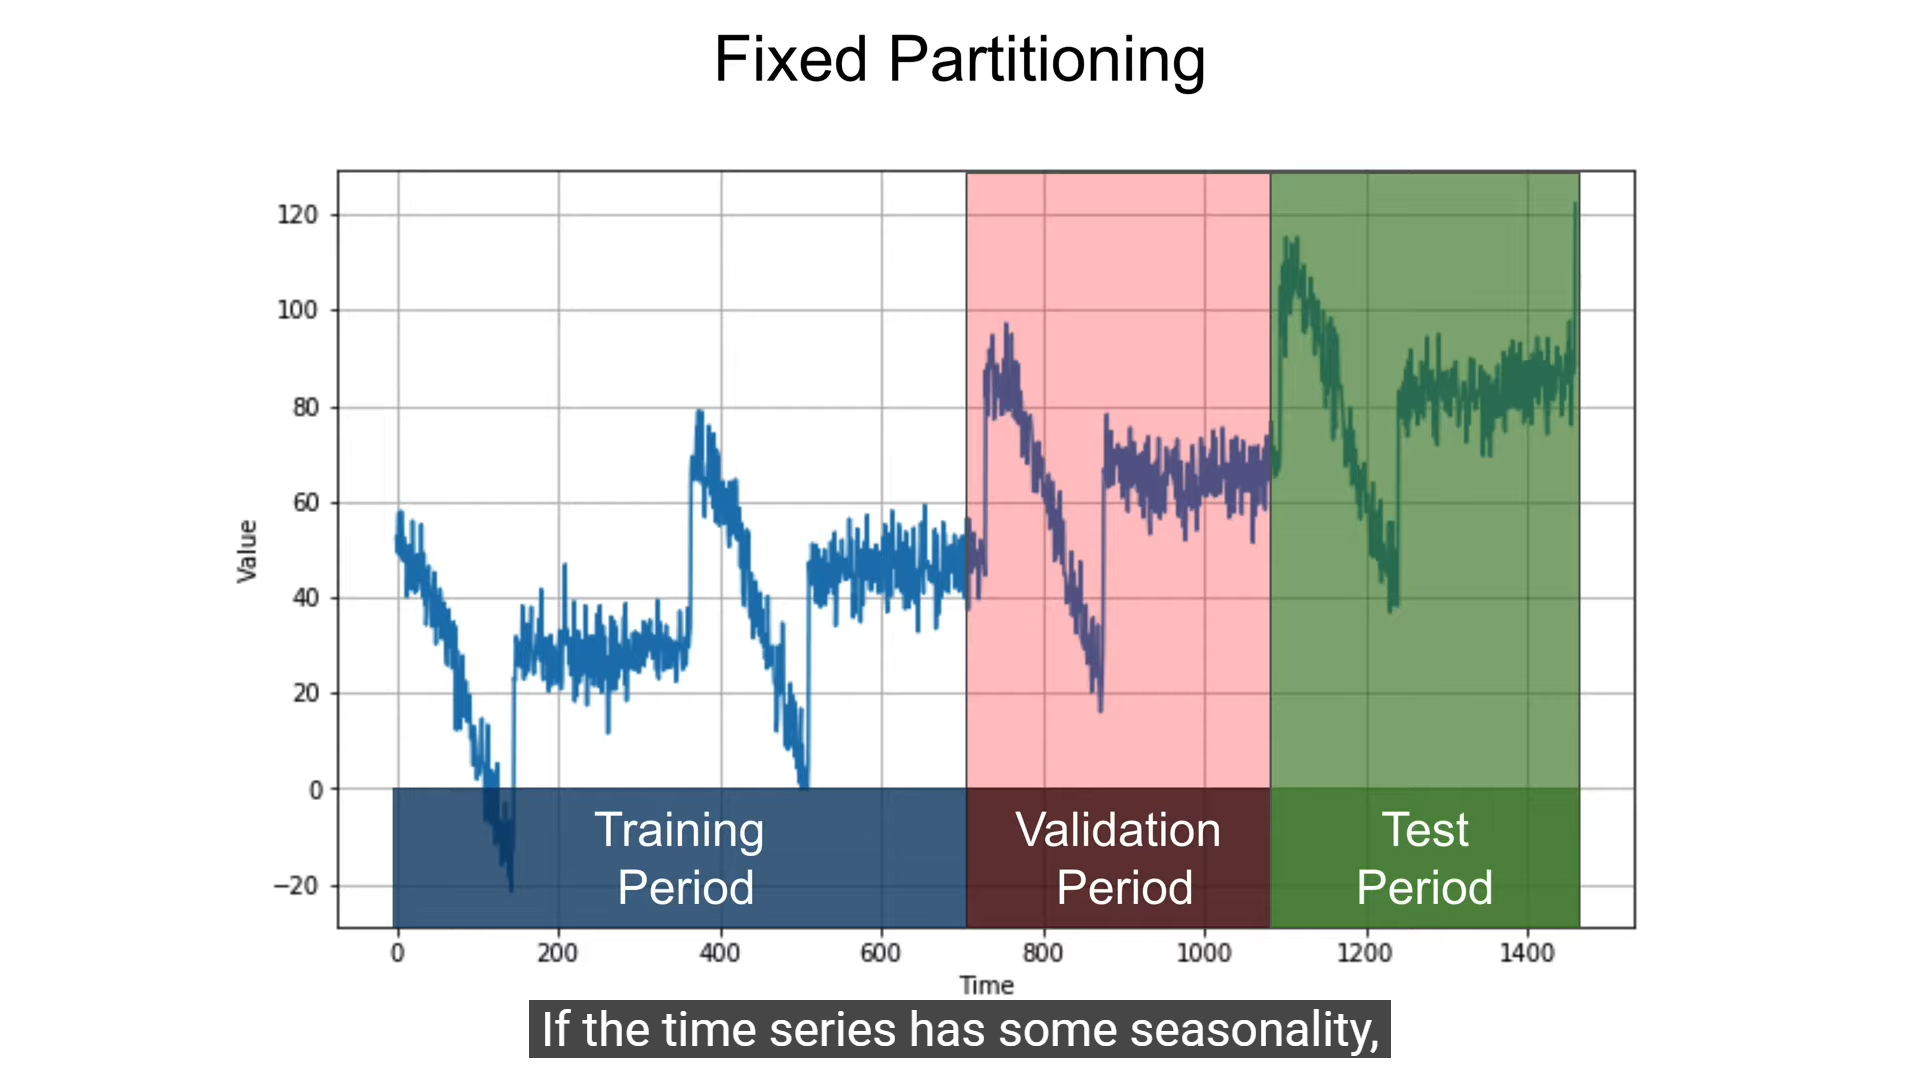 Fixed Partitioning
120
100
80
60
40
20
0
−20
Value
Training
Period
Validation
Period
Test
Period
0 200 400 600 800 1000 1200 1400
Time
If the time series has some seasonality,